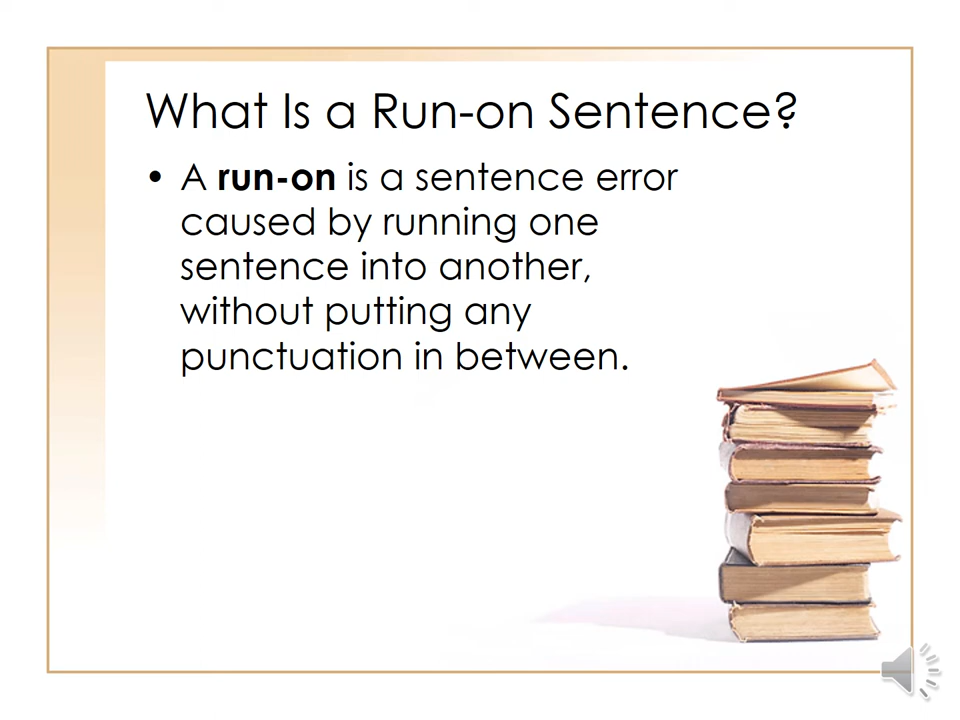 What Is a Run-on Sentence?
• A run-on is a sentence error
caused by running one
sentence into another,
without putting any
punctuation in between.